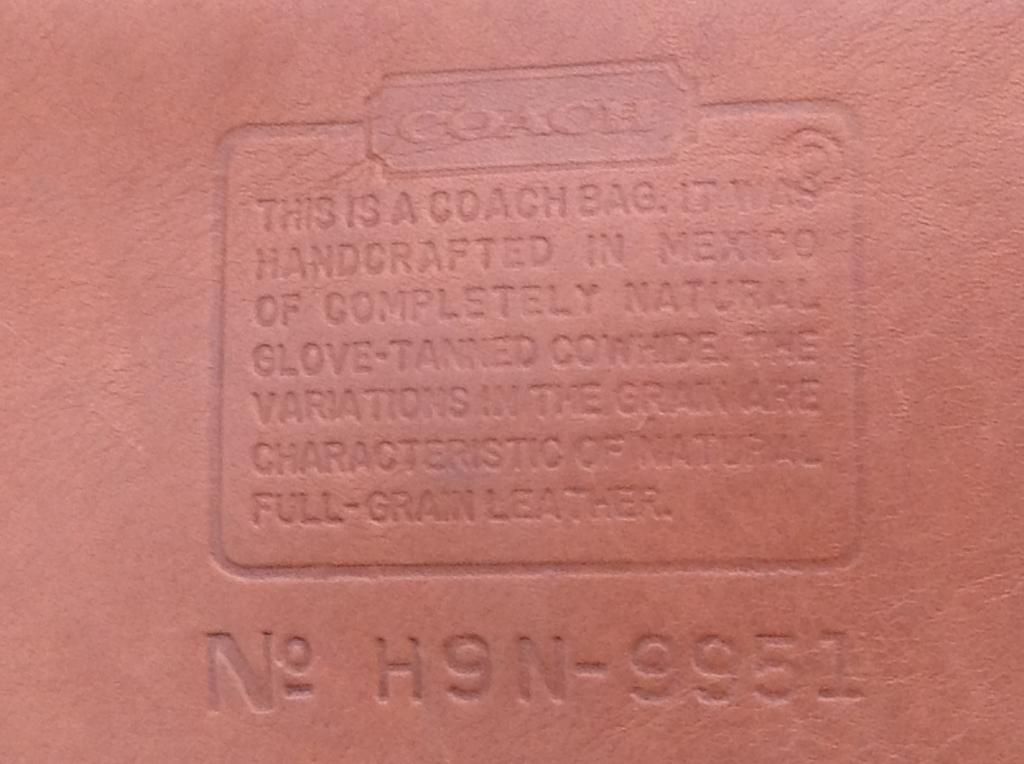 COACH
THIS IS A COACH BAG. IT WAS
HANDCRAFTED IN MEXICO
OF COMPLETELY NATURAL
GLOVE-TANNED COWHIDE. THE
VARIATIONS IN THE GRAIN ARE
CHARACTERISTIC OF NATURAL
FULL-GRAIN LEATHER.
Nº H9N-9951